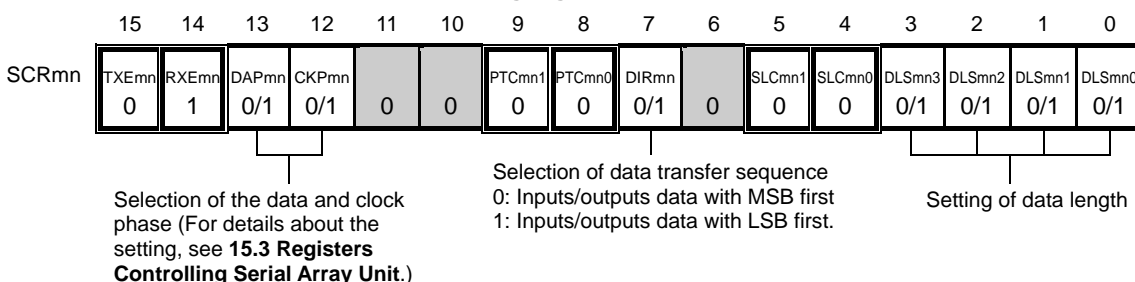 15 14 13 12 11 10 9 8 7 6 5 4 3 2 1 0
SCRmn TXEmn RXEmn DAPmn CKPmn PTCmn1 PTCmn0 DIRmn SLCmn1 SLCmn0 DLSmn3 DLSmn2 DLSmn1 DLSmn0
0 1 0/1 0/1 0 0 0 0 0/1 0 0 0 0/1 0/1 0/1 0/1
Selection of the data and clock
phase (For details about the
setting, see 15.3 Registers
Controlling Serial Array Unit.)
Selection of data transfer sequence
0: Inputs/outputs data with MSB first
1: Inputs/outputs data with LSB first.
Setting of data length